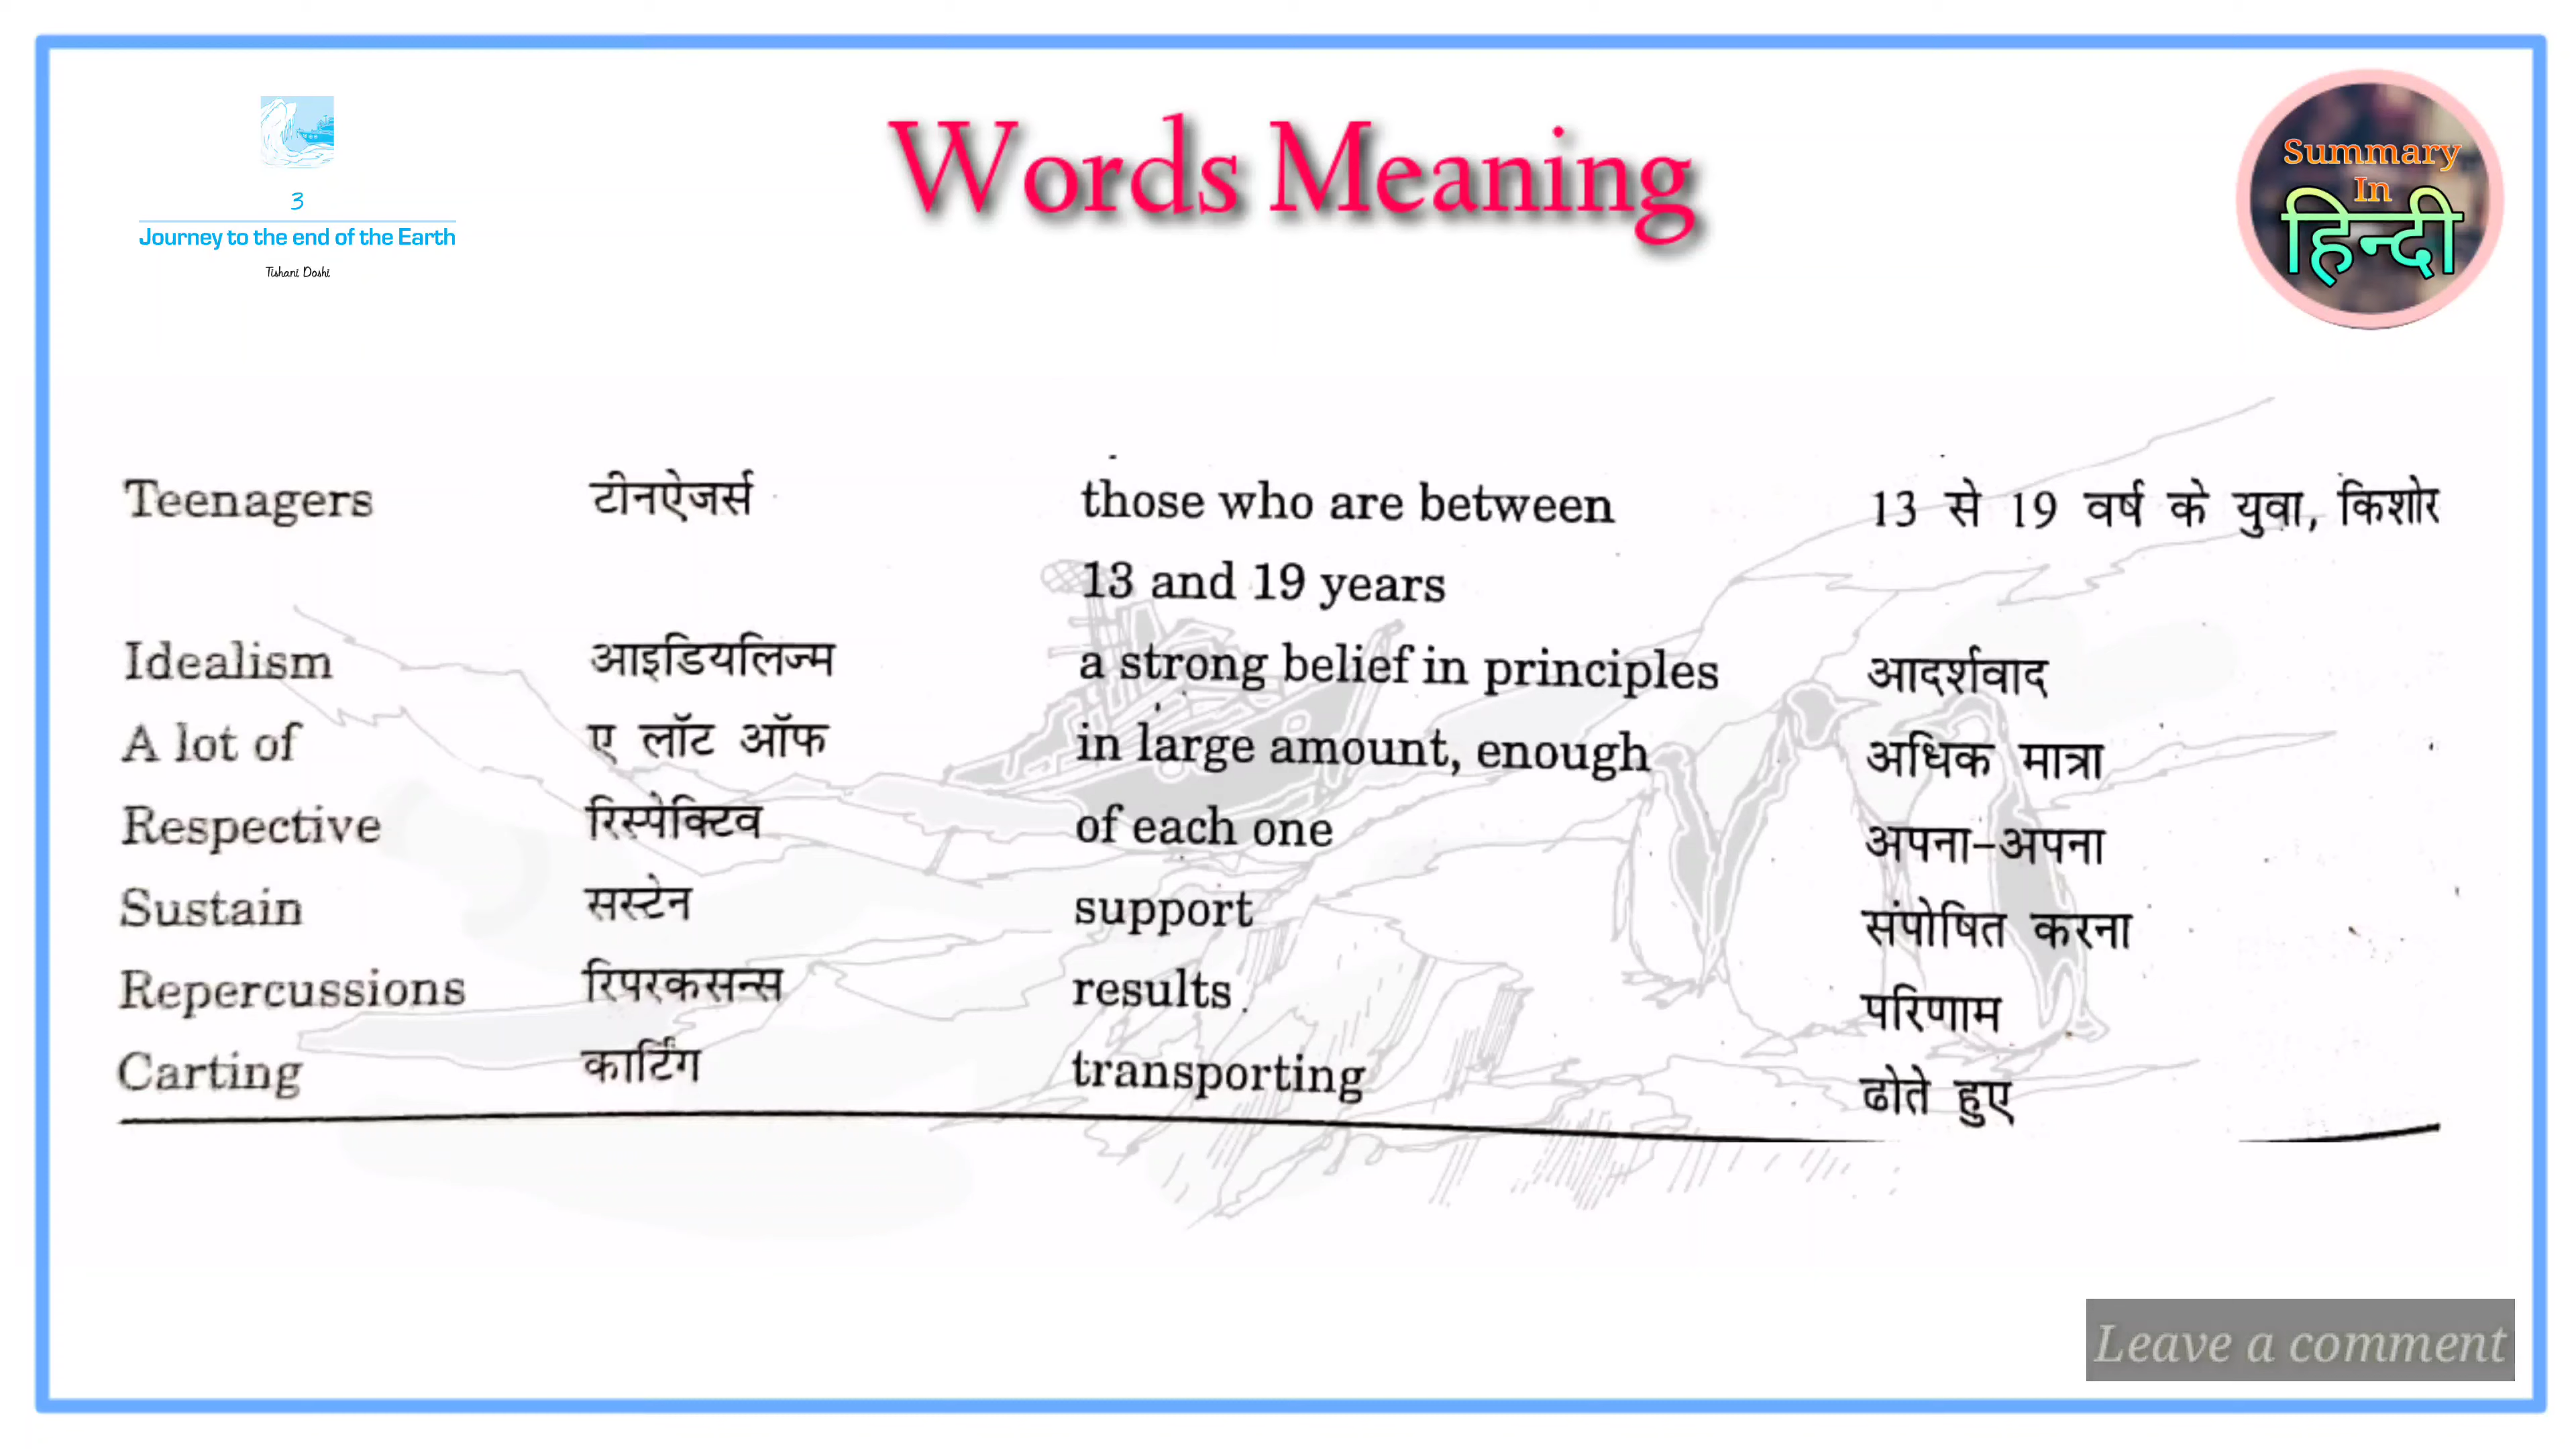 3
Journey to the end of the Earth
Tishani Doshi
Words Meaning
Summary
In
हिन्दी
Teenagers टीनऐजर्स those who are between 13 से 19 वर्ष के युवा, किशोर
13 and 19 years
Idealism आइडियलिज्म a strong belief in principles आदर्शवाद
A lot of ए लॉट ऑफ in large amount, enough अधिक मात्रा
Respective रिस्पेक्टिव of each one अपना-अपना
Sustain सस्टेन support संपोषित करना
Repercussions रिपरकसन्स results परिणाम
Carting कार्टिंग transporting ढोते हुए
Leave a comment